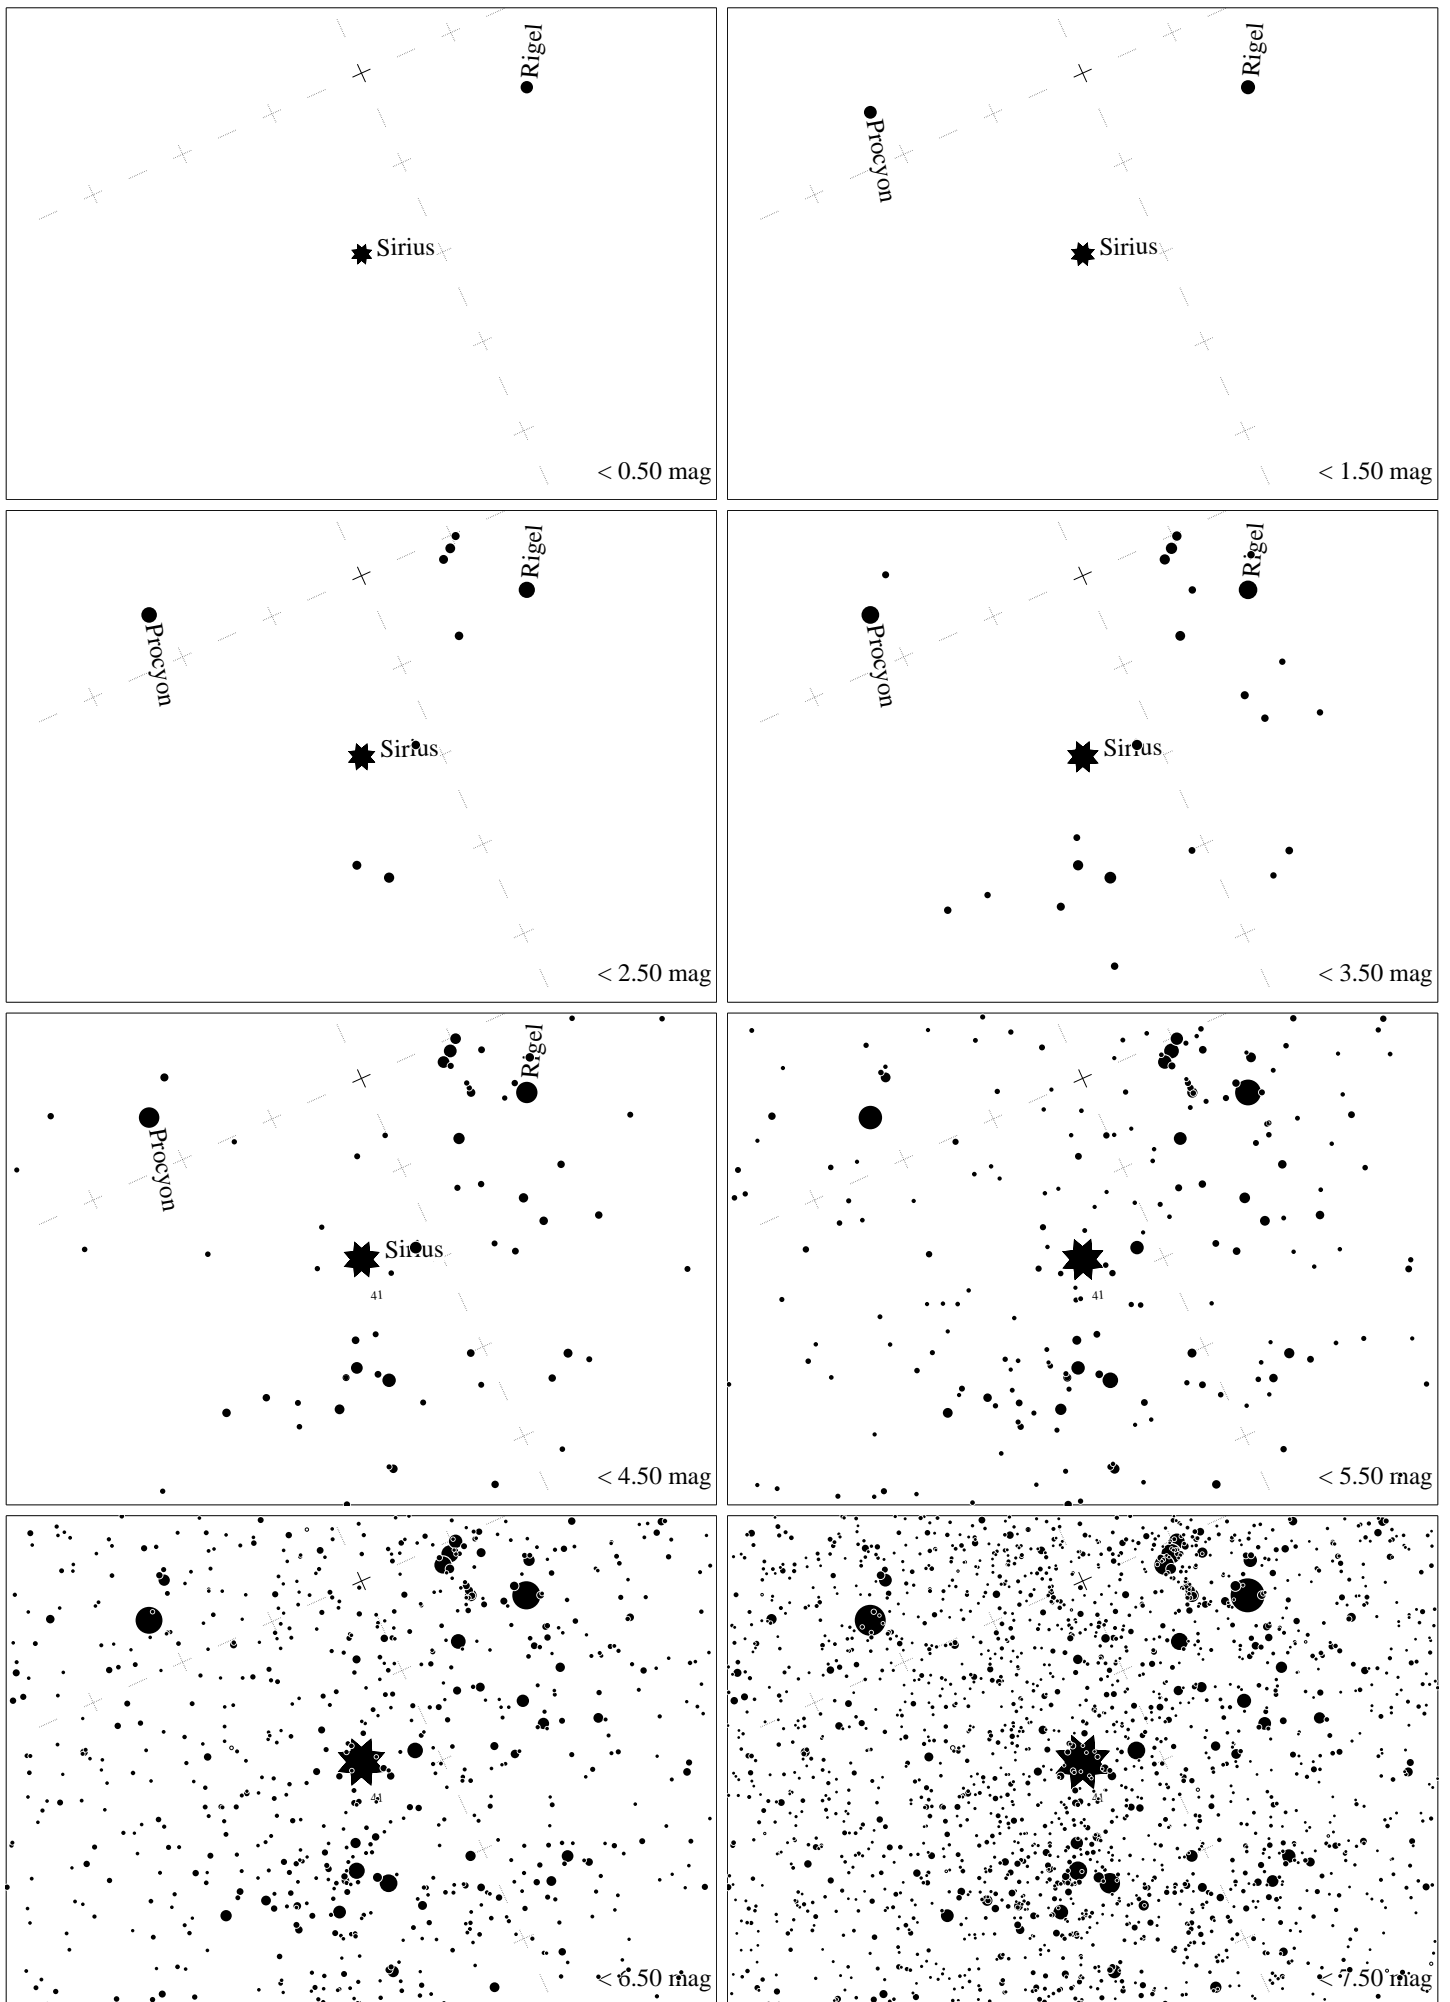 Rigel
Sirius
< 0.50 mag
Rigel
Procyon
Sirius
< 1.50 mag
Rigel
Procyon
Sirius
< 2.50 mag
Rigel
Procyon
Sirius
< 3.50 mag
Rigel
Procyon
Sirius
41
< 4.50 mag
41
< 5.50 mag
41
< 6.50 mag
41
< 7.50 mag